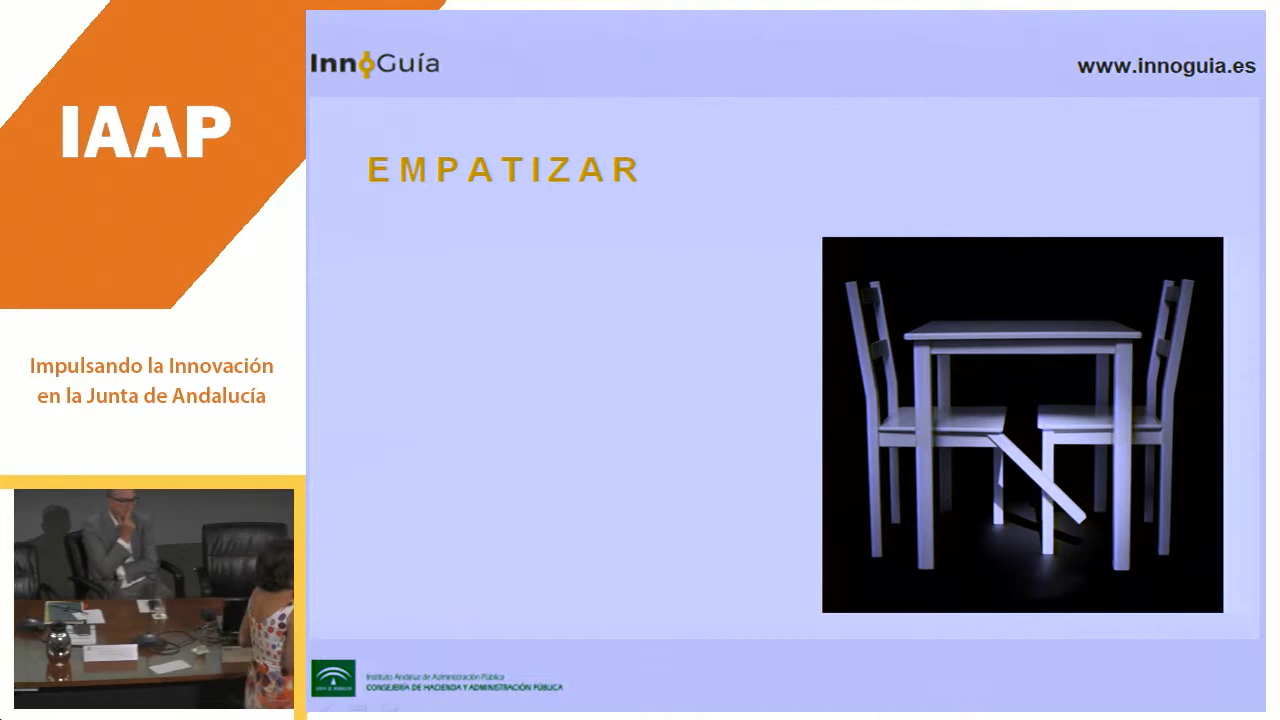 IAAP
Impulsando la Innovación
en la Junta de Andalucía
InnoGuía
www.innoguia.es
EMPATIZAR
Instituto Andaluz de Administración Pública
CONSEJERÍA DE HACIENDA Y ADMINISTRACIÓN PÚBLICA